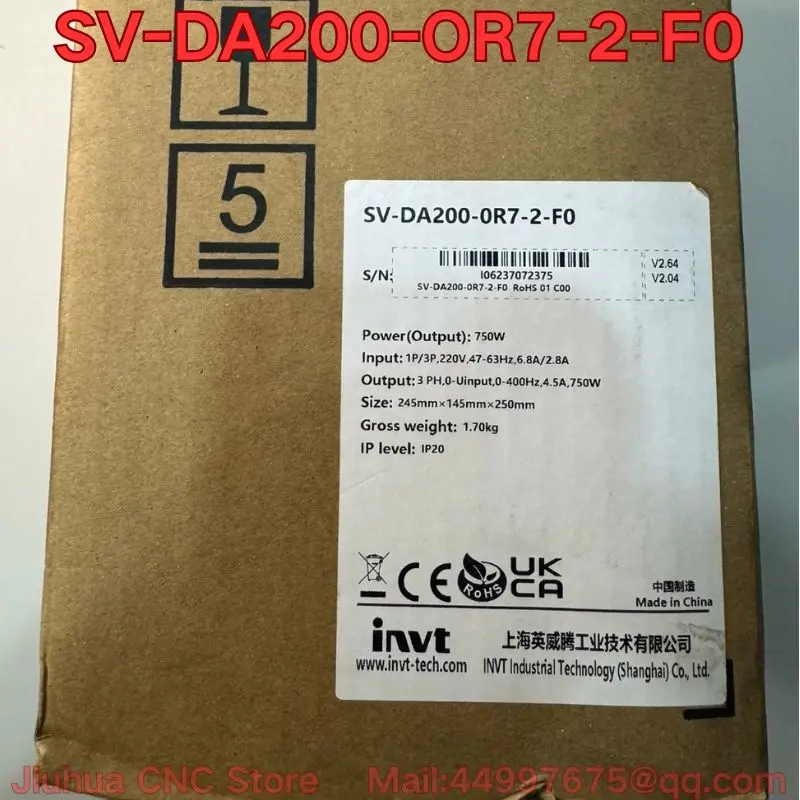 SV-DA200-0R7-2-F0
5
SV-DA200-0R7-2-F0
S/N:
I06237072375
SV-DA200-0R7-2-F0 RoHS 01 C00
V2.64
V2.04
Power(Output): 750W
Input: 1P/3P,220V,47-63Hz,6.8A/2.8A
Output: 3 PH,0-Uinput,0-400Hz,4.5A,750W
Size: 245mm×145mm×250mm
Gross weight: 1.70kg
IP level: IP20
CE RoHS UK CA
中国制造
Made in China
invt
上海英威腾工业技术有限公司
www.invt-tech.com
INVT Industrial Technology (Shanghai) Co., Ltd.
Jiuhua CNC Store Mail:44997675@qq.com